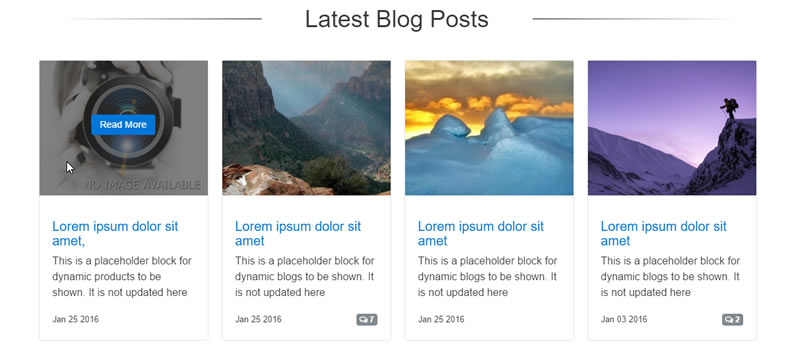 Latest Blog Posts
Read More
NO IMAGE AVAILABLE
Lorem ipsum dolor sit
amet,
This is a placeholder block for
dynamic products to be
shown. It is not updated here
Jan 25 2016
Lorem ipsum dolor sit
amet
This is a placeholder block for
dynamic blogs to be shown. It
is not updated here
Jan 25 2016
7
Lorem ipsum dolor sit
amet
This is a placeholder block for
dynamic blogs to be shown. It
is not updated here
Jan 25 2016
Lorem ipsum dolor sit
amet
This is a placeholder block for
dynamic blogs to be shown. It
is not updated here
Jan 03 2016
2